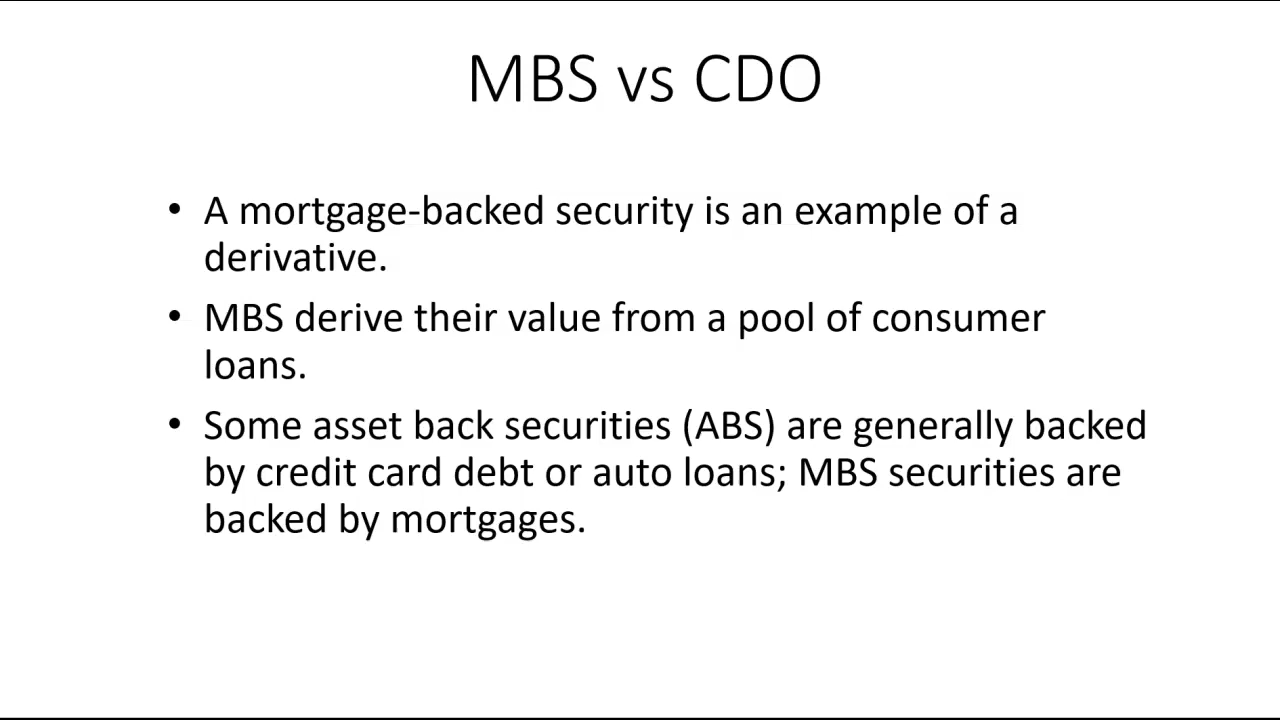 MBS vs CDO
• A mortgage-backed security is an example of a
derivative.
• MBS derive their value from a pool of consumer
loans.
• Some asset back securities (ABS) are generally backed
by credit card debt or auto loans; MBS securities are
backed by mortgages.